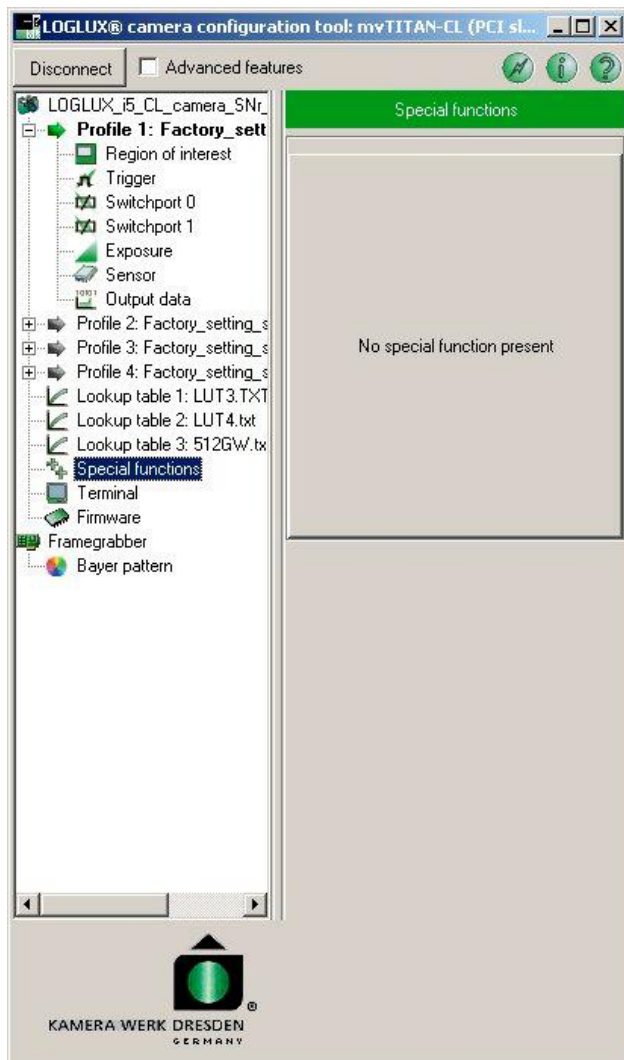 LOGLUX® camera configuration tool: mvTITAN-CL (PCI sl...
Disconnect
Advanced features
LOGLUX_i5_CL_camera_SNr_
Profile 1: Factory_sett
Region of interest
Trigger
Switchport 0
Switchport 1
Exposure
Sensor
Output data
Profile 2: Factory_setting_s
Profile 3: Factory_setting_s
Profile 4: Factory_setting_s
Lookup table 1: LUT3.TXT
Lookup table 2: LUT4.txt
Lookup table 3: 512GW.tx
Special functions
Terminal
Firmware
Framegrabber
Bayer pattern
Special functions
No special function present
KAMERA WERK DRESDEN
GERMANY
®